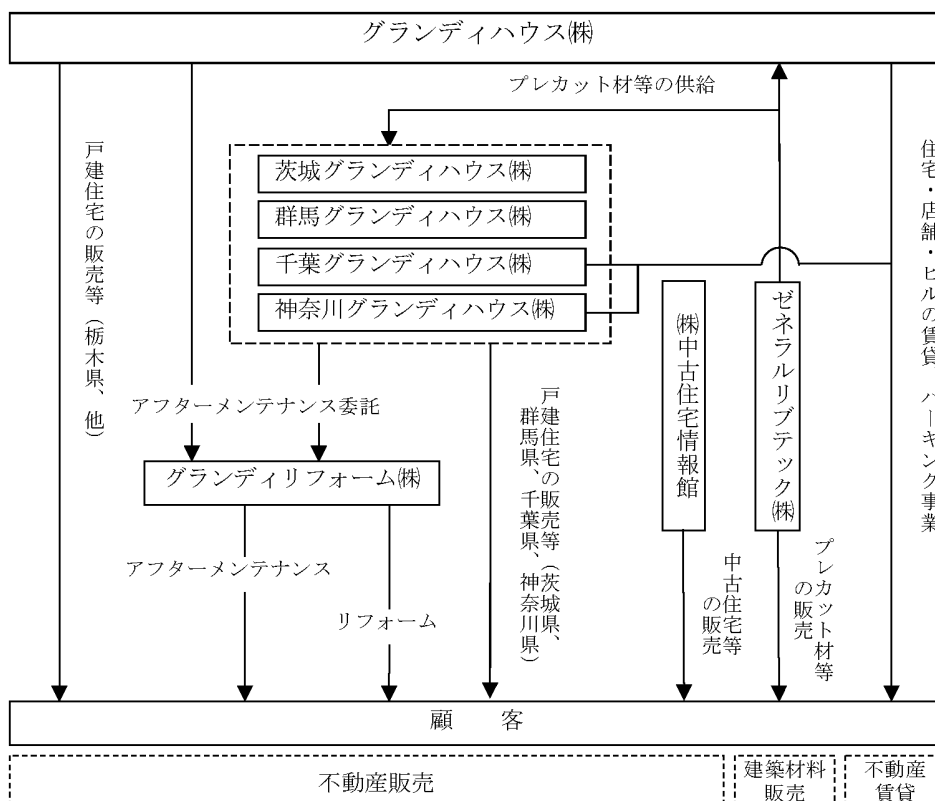 グランディハウス㈱
プレカット材等の供給
戸建住宅の販売等（栃木県、他）
茨城グランディハウス㈱
群馬グランディハウス㈱
千葉グランディハウス㈱
神奈川グランディハウス㈱
住宅・店舗・ビルの賃貸　パーキング事業
㈱中古住宅情報館
ゼネラルリブテック㈱
アフターメンテナンス委託
戸建住宅の販売等（茨城県、
群馬県、千葉県、神奈川県）
グランディリフォーム㈱
アフターメンテナンス
リフォーム
中古住宅等
の販売
プレカット材等
の販売
顧　客
不動産販売
建築材料
販売
不動産
賃貸